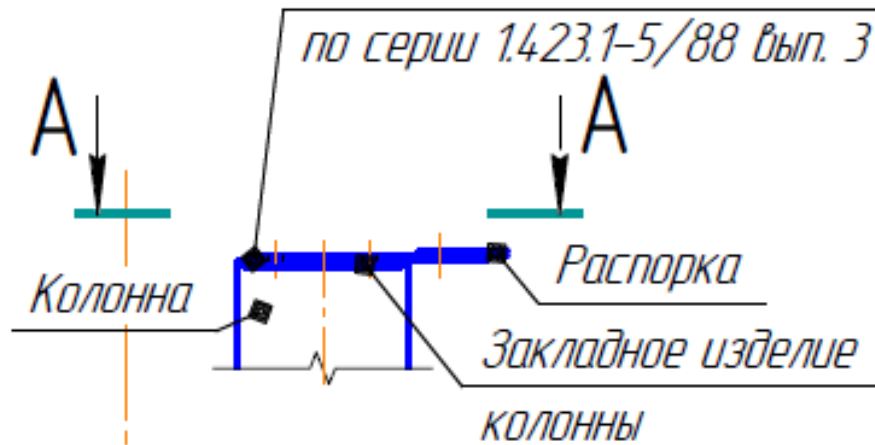 по серии 1.423.1-5/88 вып. 3
А А
Распорка
Колонна
Закладное изделие
колонны